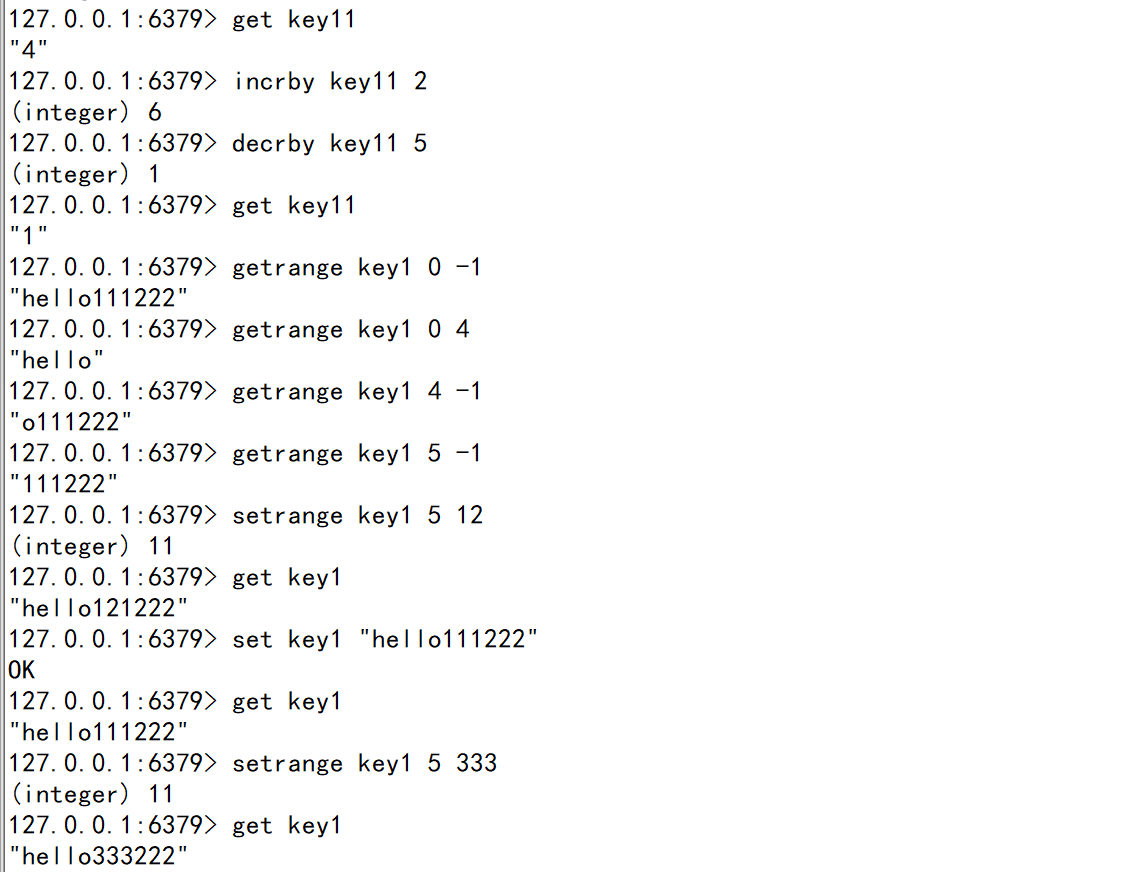 127.0.0.1:6379> get key11
"4"
127.0.0.1:6379> incrby key11 2
(integer) 6
127.0.0.1:6379> decrby key11 5
(integer) 1
127.0.0.1:6379> get key11
"1"
127.0.0.1:6379> getrange key1 0 -1
"hello111222"
127.0.0.1:6379> getrange key1 0 4
"hello"
127.0.0.1:6379> getrange key1 4 -1
"o111222"
127.0.0.1:6379> getrange key1 5 -1
"111222"
127.0.0.1:6379> setrange key1 5 12
(integer) 11
127.0.0.1:6379> get key1
"hello121222"
127.0.0.1:6379> set key1 "hello111222"
OK
127.0.0.1:6379> get key1
"hello111222"
127.0.0.1:6379> setrange key1 5 333
(integer) 11
127.0.0.1:6379> get key1
"hello333222"